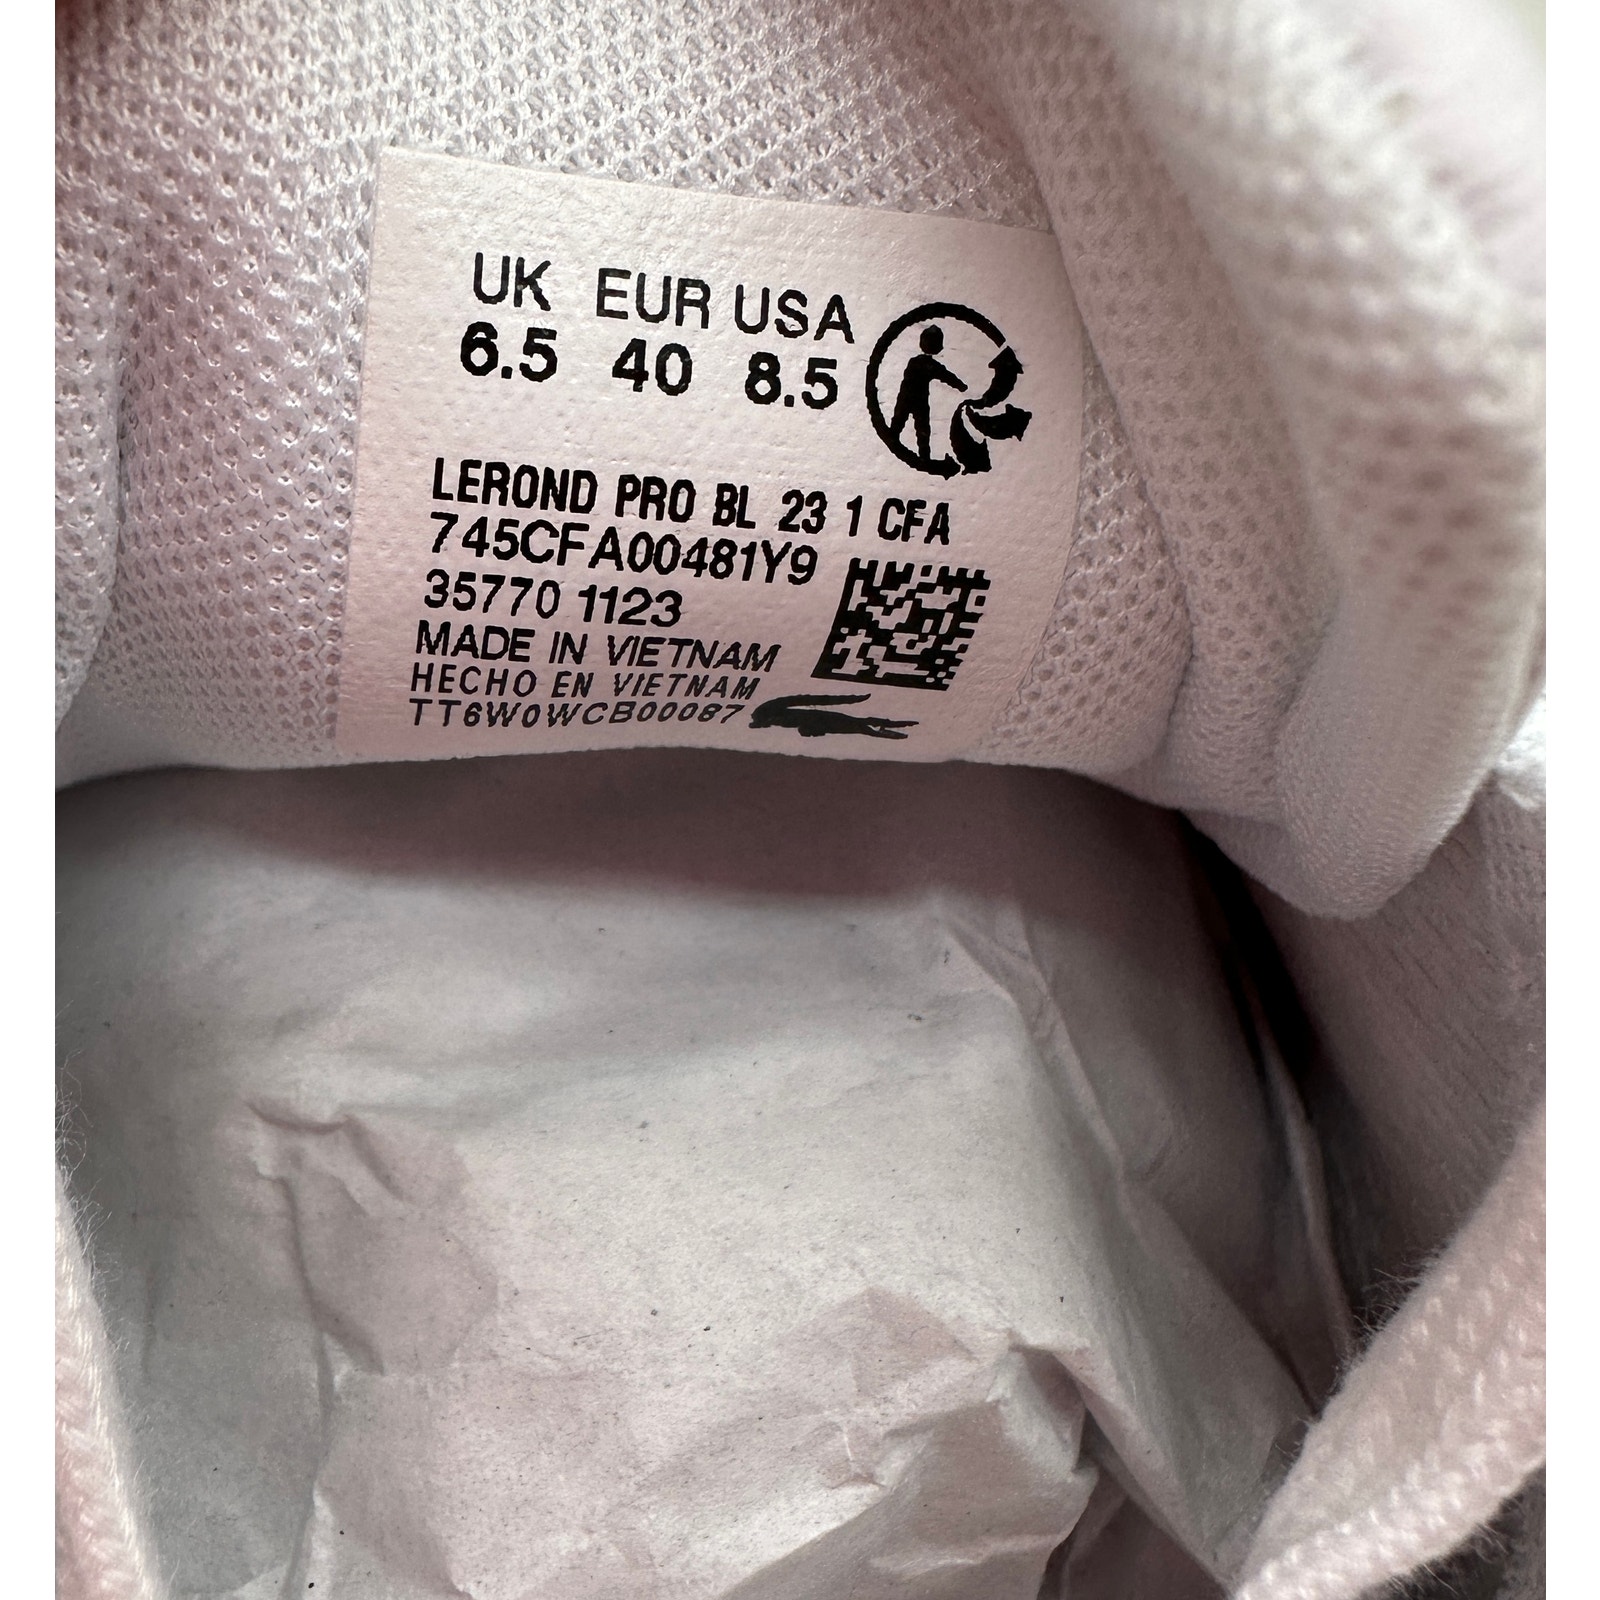 UK EUR USA
6.5 40 8.5
LEROND PRO BL 23 1 CFA
745CFA00481Y9
35770 1123
MADE IN VIETNAM
HECHO EN VIETNAM
TT6W0WCB00087